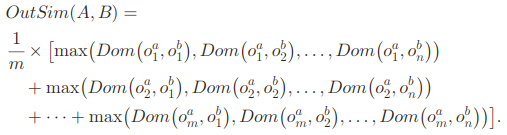 OutSim(A, B) =
\frac{1}{m} × [max(Dom(o_1^a, o_1^b), Dom(o_1^a, o_2^b), ..., Dom(o_1^a, o_n^b))
+ max(Dom(o_2^a, o_1^b), Dom(o_2^a, o_2^b), ..., Dom(o_2^a, o_n^b))
+ ··· + max(Dom(o_m^a, o_1^b), Dom(o_m^a, o_2^b), ..., Dom(o_m^a, o_n^b))].